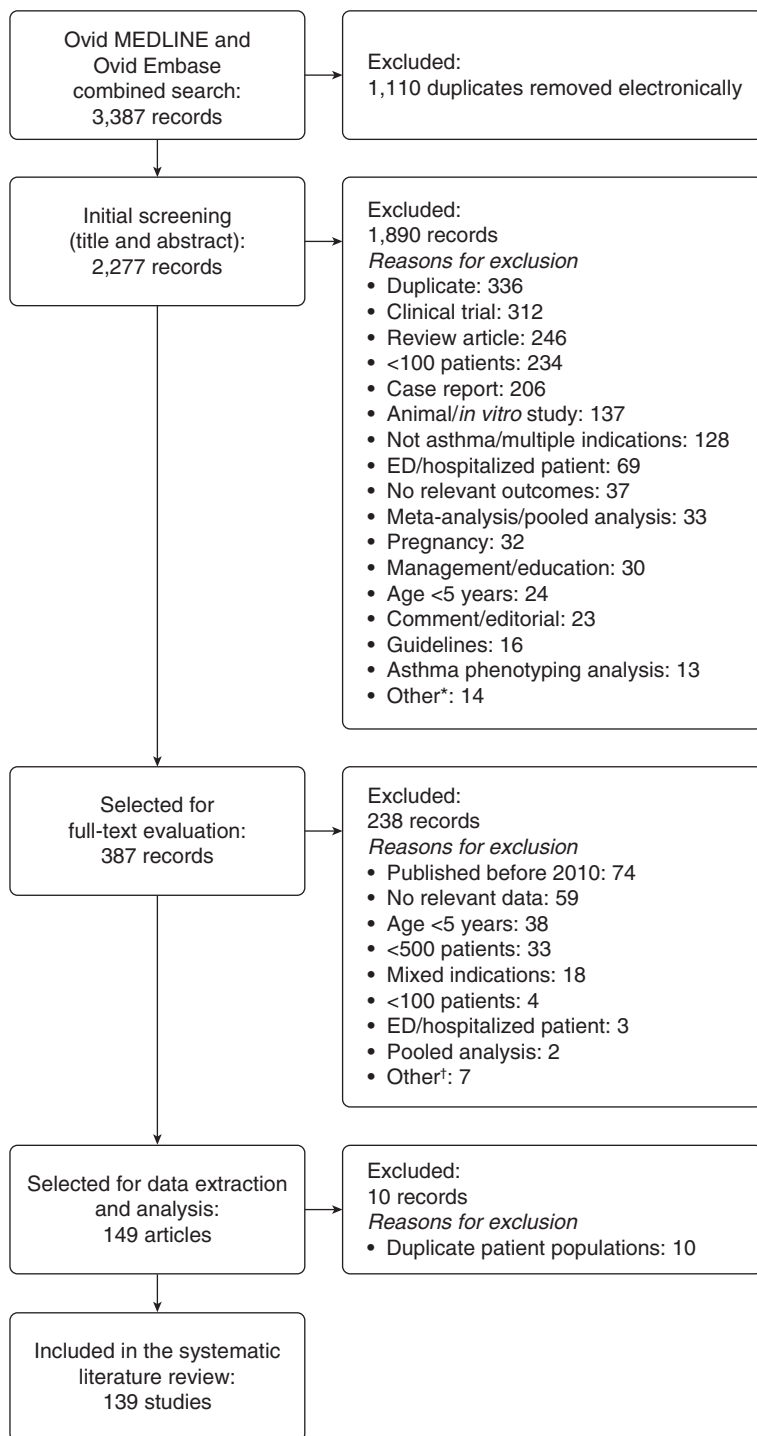 Ovid MEDLINE and
Ovid Embase
combined search:
3,387 records
Excluded:
1,110 duplicates removed electronically
Initial screening
(title and abstract):
2,277 records
Excluded:
1,890 records
Reasons for exclusion
• Duplicate: 336
• Clinical trial: 312
• Review article: 246
• <100 patients: 234
• Case report: 206
• Animal/in vitro study: 137
• Not asthma/multiple indications: 128
• ED/hospitalized patient: 69
• No relevant outcomes: 37
• Meta-analysis/pooled analysis: 33
• Pregnancy: 32
• Management/education: 30
• Age <5 years: 24
• Comment/editorial: 23
• Guidelines: 16
• Asthma phenotyping analysis: 13
• Other*: 14
Selected for
full-text evaluation:
387 records
Excluded:
238 records
Reasons for exclusion
• Published before 2010: 74
• No relevant data: 59
• Age <5 years: 38
• <500 patients: 33
• Mixed indications: 18
• <100 patients: 4
• ED/hospitalized patient: 3
• Pooled analysis: 2
• Other†: 7
Selected for data extraction
and analysis:
149 articles
Excluded:
10 records
Reasons for exclusion
• Duplicate patient populations: 10
Included in the systematic
literature review:
139 studies